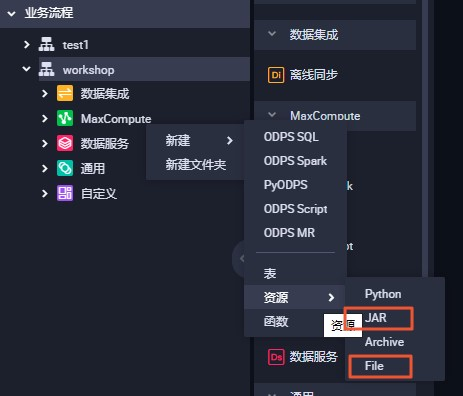 业务流程
test1
workshop
数据集成
MaxCompute
数据服务
通用
自定义
新建
新建文件夹
数据集成
DI 离线同步
MaxCompute
ODPS SQL
ODPS Spark
PyODPS
ODPS Script
ODPS MR
表
资源
函数
资源
Python
JAR
Archive
File
Ds 数据服务
通用